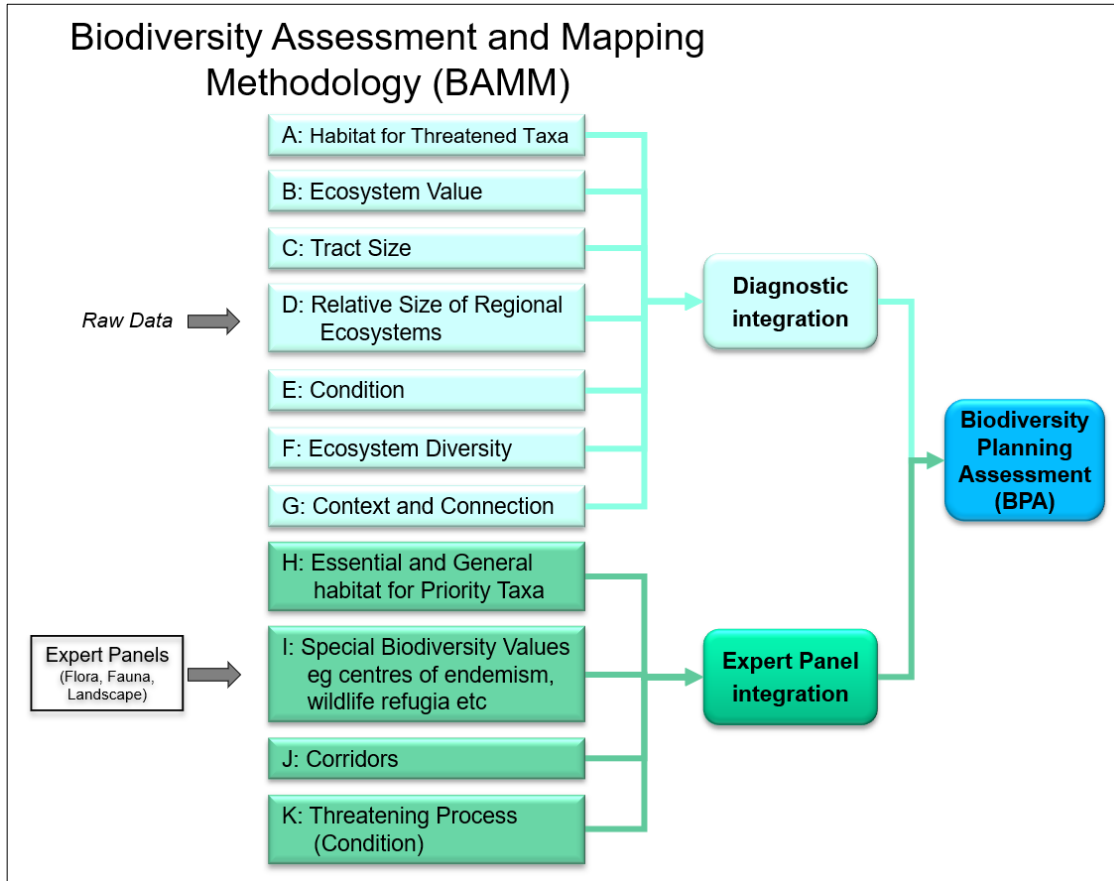 Biodiversity Assessment and Mapping
Methodology (BAMM)
A: Habitat for Threatened Taxa
B: Ecosystem Value
C: Tract Size
Raw Data
D: Relative Size of Regional
Ecosystems
E: Condition
F: Ecosystem Diversity
G: Context and Connection
Diagnostic
integration
H: Essential and General
habitat for Priority Taxa
Expert Panels
(Flora, Fauna,
Landscape)
I: Special Biodiversity Values
eg centres of endemism,
wildlife refugia etc
J: Corridors
K: Threatening Process
(Condition)
Expert Panel
integration
Biodiversity
Planning
Assessment
(BPA)